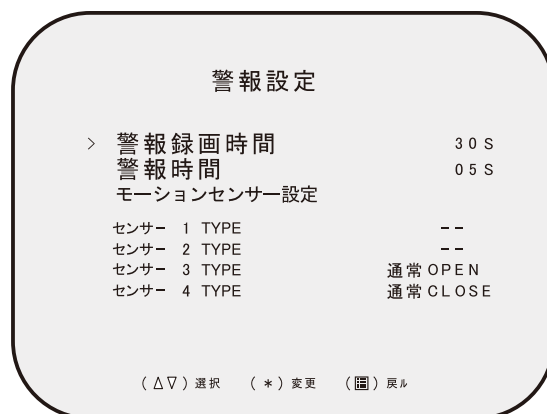 警報設定
> 警報録画時間 30S
警報時間 05S
モーションセンサー設定
センサー 1 TYPE --
センサー 2 TYPE --
センサー 3 TYPE 通常OPEN
センサー 4 TYPE 通常CLOSE
(△▽) 選択 (*) 変更 (▤) 戻ル